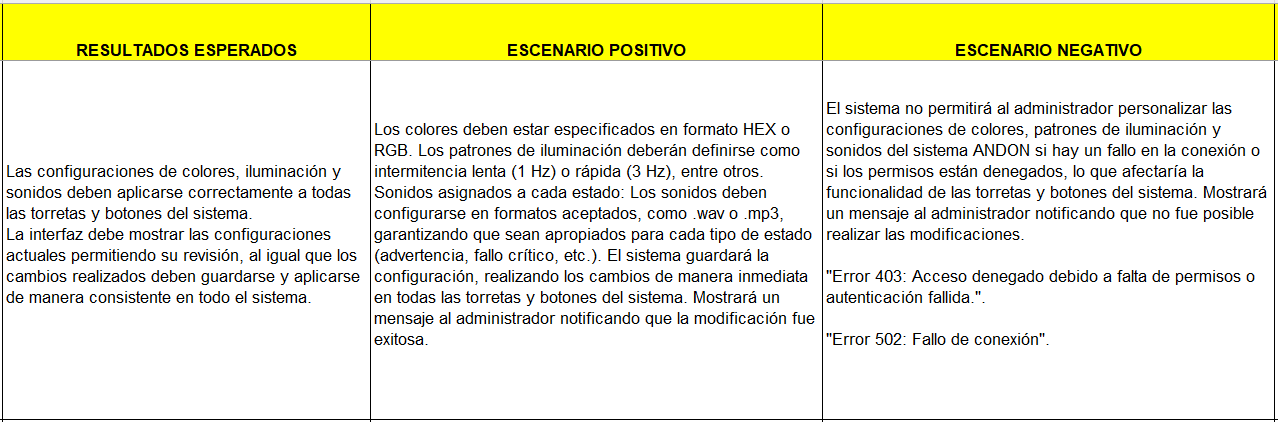 RESULTADOS ESPERADOS
ESCENARIO POSITIVO
ESCENARIO NEGATIVO
Las configuraciones de colores, iluminación y
sonidos deben aplicarse correctamente a todas
las torretas y botones del sistema.
La interfaz debe mostrar las configuraciones
actuales permitiendo su revisión, al igual que los
cambios realizados deben guardarse y aplicarse
de manera consistente en todo el sistema.
Los colores deben estar especificados en formato HEX o
RGB. Los patrones de iluminación deberán definirse como
intermitencia lenta (1 Hz) o rápida (3 Hz), entre otros.
Sonidos asignados a cada estado: Los sonidos deben
configurarse en formatos aceptados, como .wav o .mp3,
garantizando que sean apropiados para cada tipo de estado
(advertencia, fallo crítico, etc.). El sistema guardará la
configuración, realizando los cambios de manera inmediata
en todas las torretas y botones del sistema. Mostrará un
mensaje al administrador notificando que la modificación fue
exitosa.
El sistema no permitirá al administrador personalizar las
configuraciones de colores, patrones de iluminación y
sonidos del sistema ANDON si hay un fallo en la conexión o
si los permisos están denegados, lo que afectaría la
funcionalidad de las torretas y botones del sistema. Mostrará
un mensaje al administrador notificando que no fue posible
realizar las modificaciones.
"Error 403: Acceso denegado debido a falta de permisos o
autenticación fallida.".
"Error 502: Fallo de conexión".